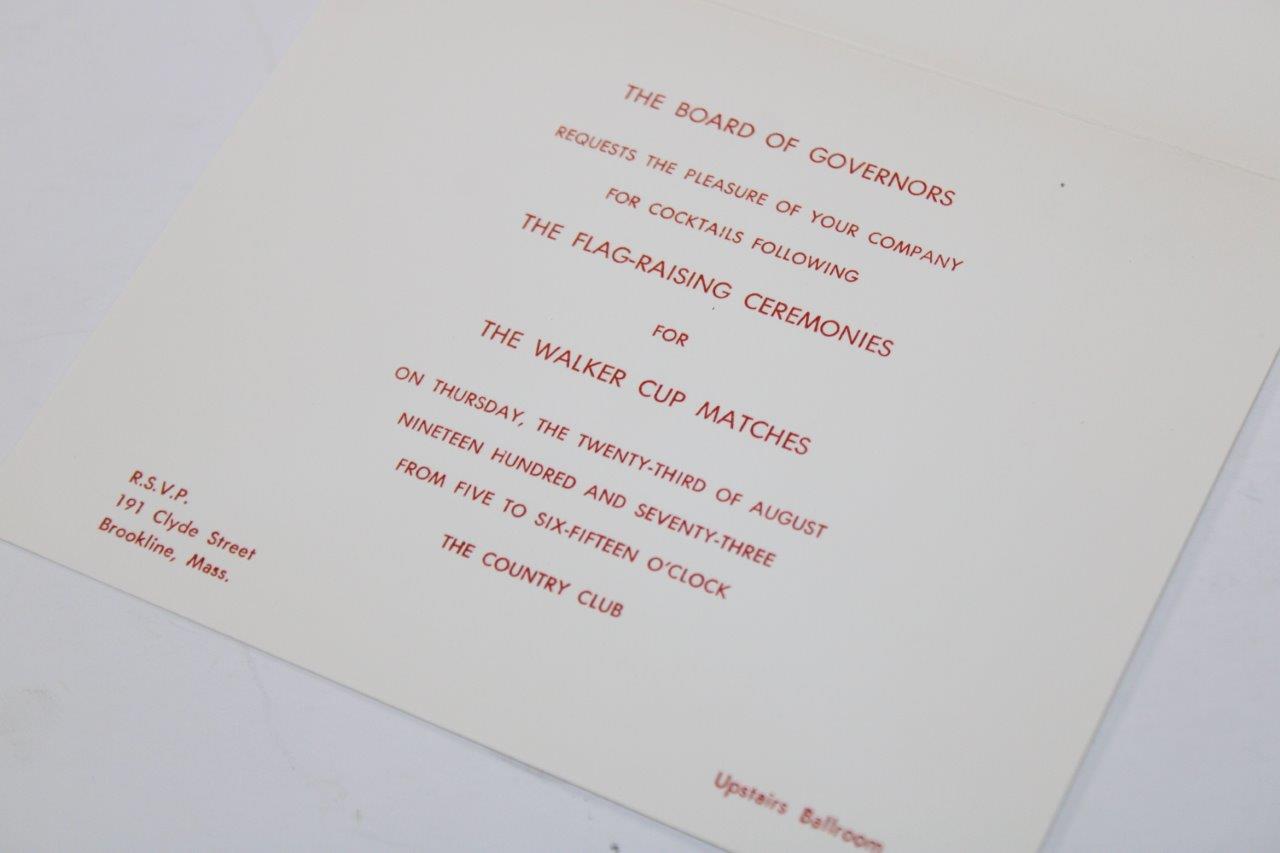 THE BOARD OF GOVERNORS
REQUESTS THE PLEASURE OF YOUR COMPANY
FOR COCKTAILS FOLLOWING
THE FLAG-RAISING CEREMONIES
FOR
THE WALKER CUP MATCHES
ON THURSDAY, THE TWENTY-THIRD OF AUGUST
NINETEEN HUNDRED AND SEVENTY-THREE
FROM FIVE TO SIX-FIFTEEN O'CLOCK
THE COUNTRY CLUB
R.S.V.P.
191 Clyde Street
Brookline, Mass.
Upstairs Ballroom